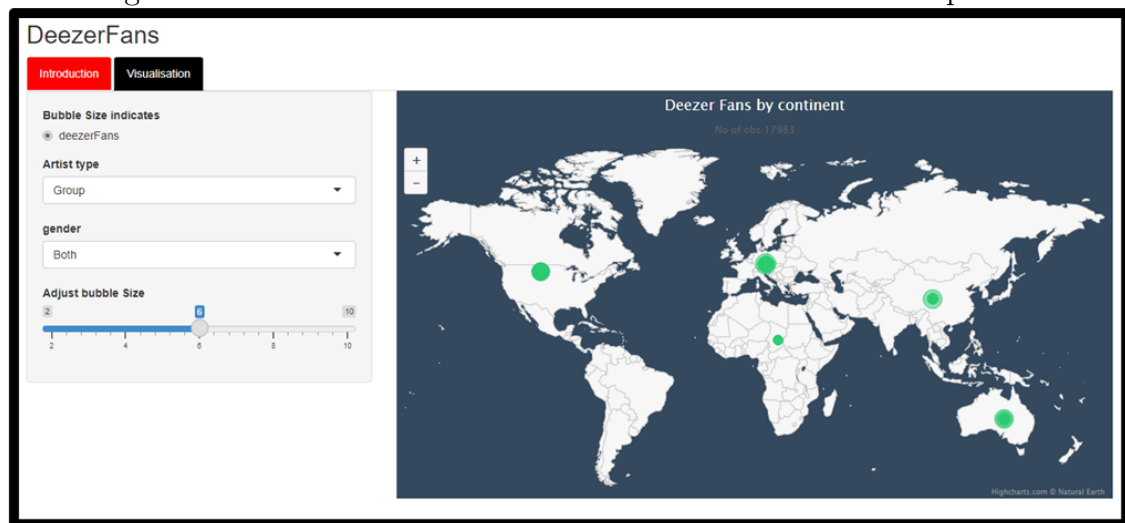 DeezerFans
Introduction
Visualisation
Bubble Size indicates
deezerFans
Artist type
Group
gender
Both
Adjust bubble Size
2 6 10
2 4 6 8 10
Deezer Fans by continent
No of obs:17983
+
-
Highcharts.com © Natural Earth